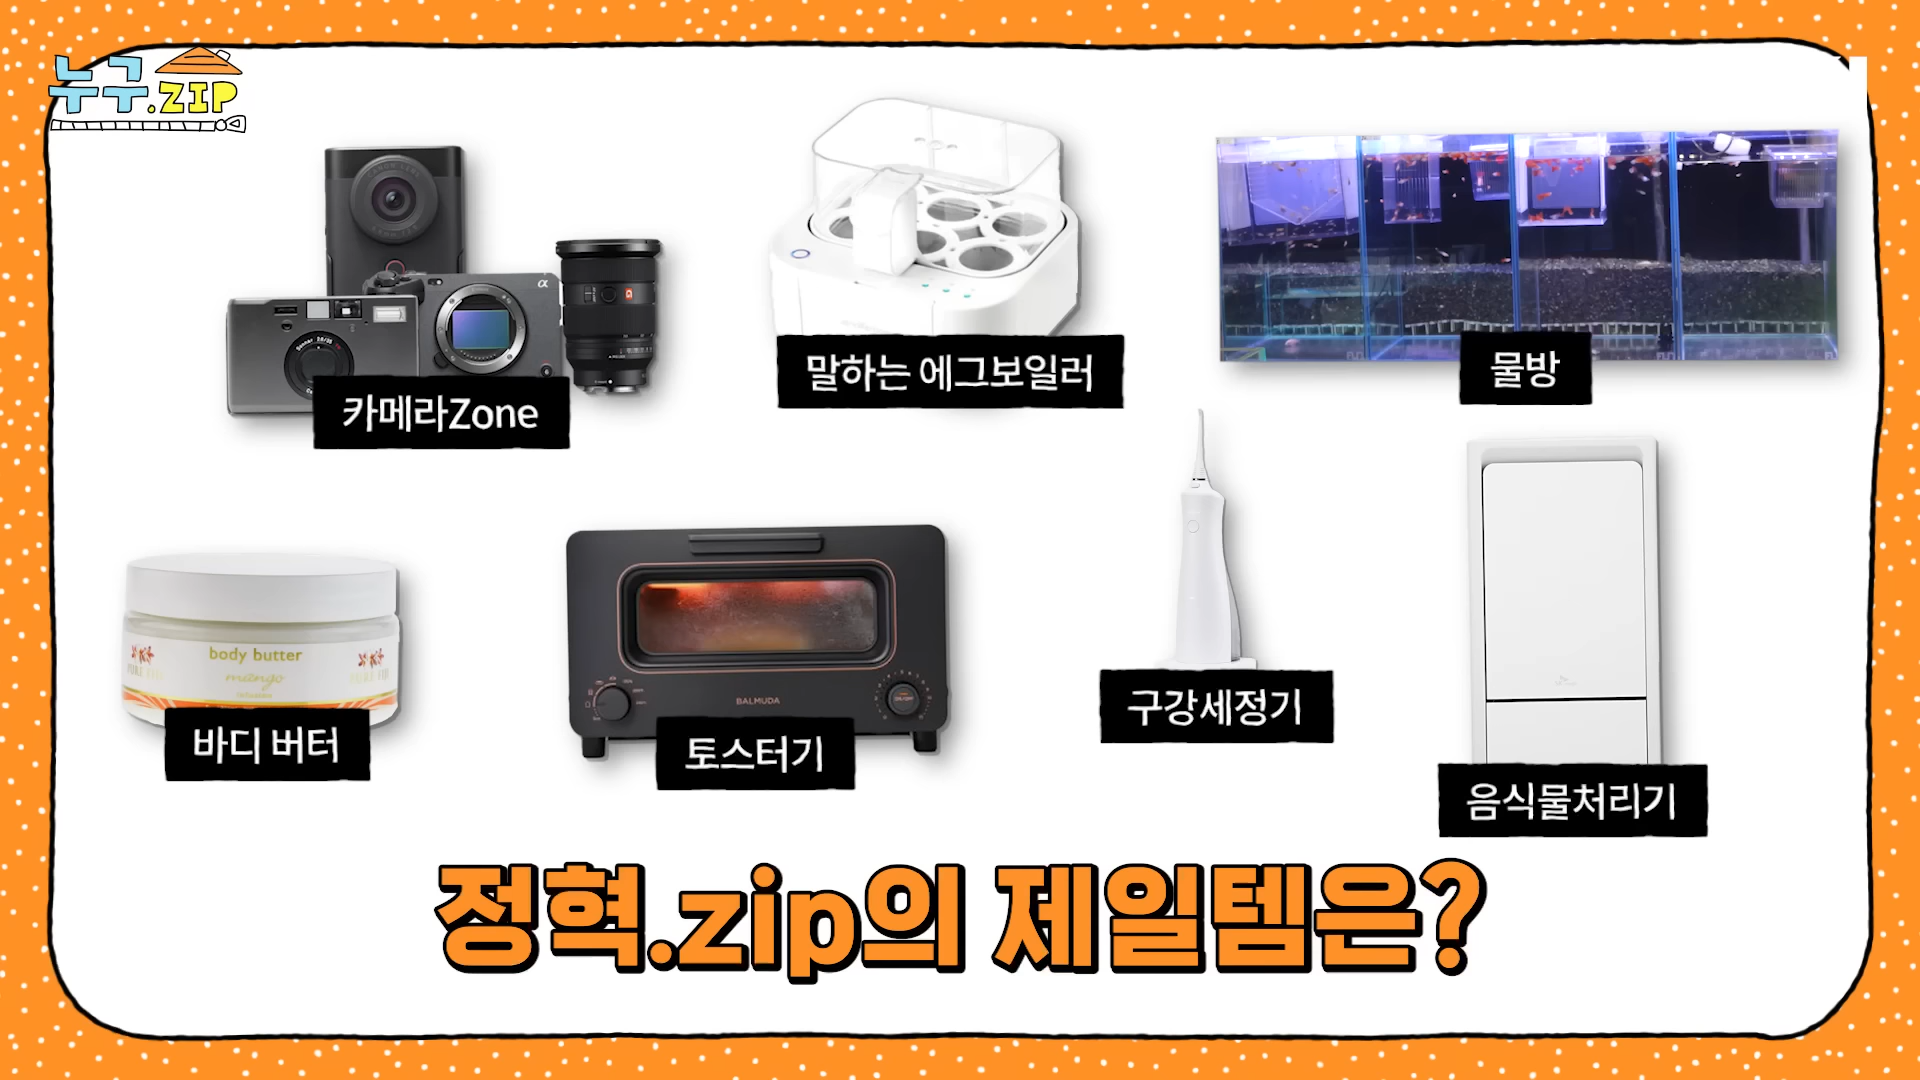 누구.ZIP
카메라Zone
말하는 에그보일러
물방
body butter
mango
BALMUDA
바디 버터
토스터기
구강세정기
음식물처리기
정혁.zip의 제일템은?